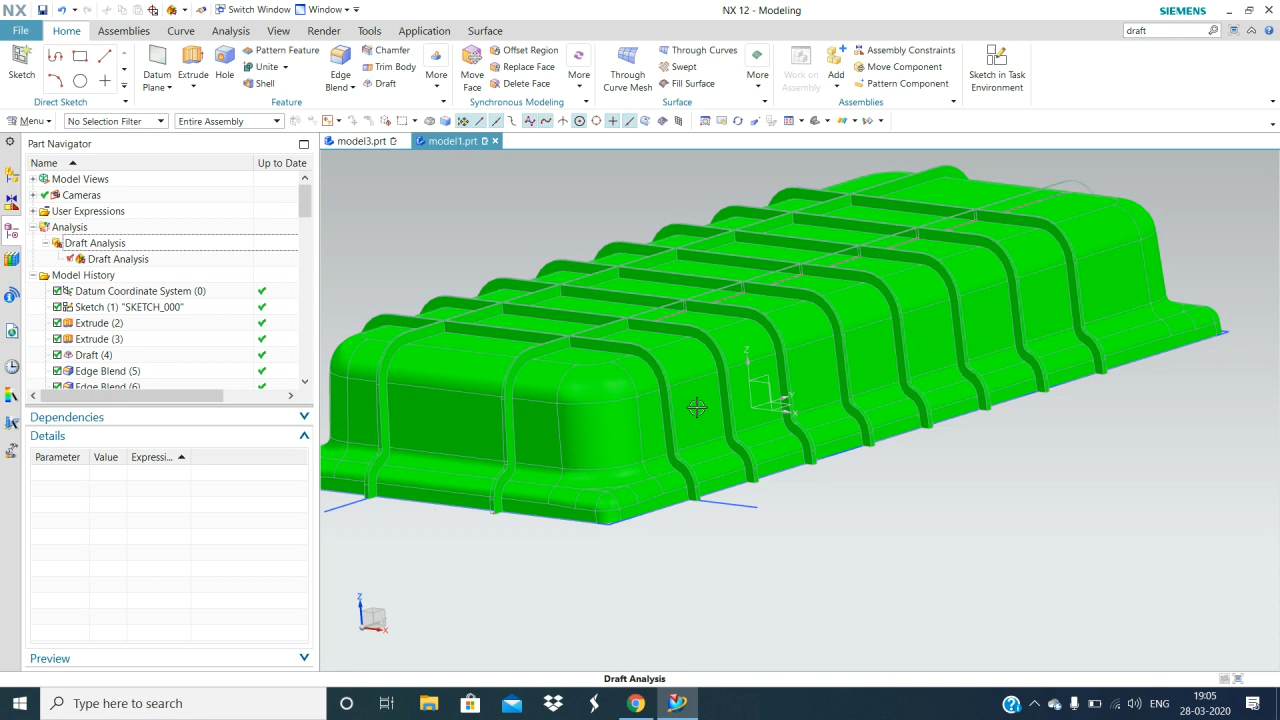 NX
Switch Window
Window
NX 12 - Modeling
SIEMENS
File
Home
Assemblies
Curve
Analysis
View
Render
Tools
Application
Surface
draft
Sketch
Direct Sketch
Datum Plane
Extrude
Hole
Pattern Feature
Unite
Shell
Edge Blend
Chamfer
Trim Body
Draft
More
Feature
Move Face
Offset Region
Replace Face
Delete Face
More
Synchronous Modeling
Through Curve Mesh
Through Curves
Swept
Fill Surface
More
Surface
Work on Assembly
Add
Assembly Constraints
Move Component
Pattern Component
Assemblies
Sketch in Task Environment
Menu
No Selection Filter
Entire Assembly
Part Navigator
model3.prt
model1.prt
Name
Up to Date
Model Views
Cameras
User Expressions
Analysis
Draft Analysis
Draft Analysis
Model History
Datum Coordinate System (0)
Sketch (1) "SKETCH_000"
Extrude (2)
Extrude (3)
Draft (4)
Edge Blend (5)
Edge Blend (6)
Dependencies
Details
Parameter
Value
Expressi...
Preview
Z
Y
X
Z
X
Draft Analysis
Type here to search
ENG
19:05
28-03-2020